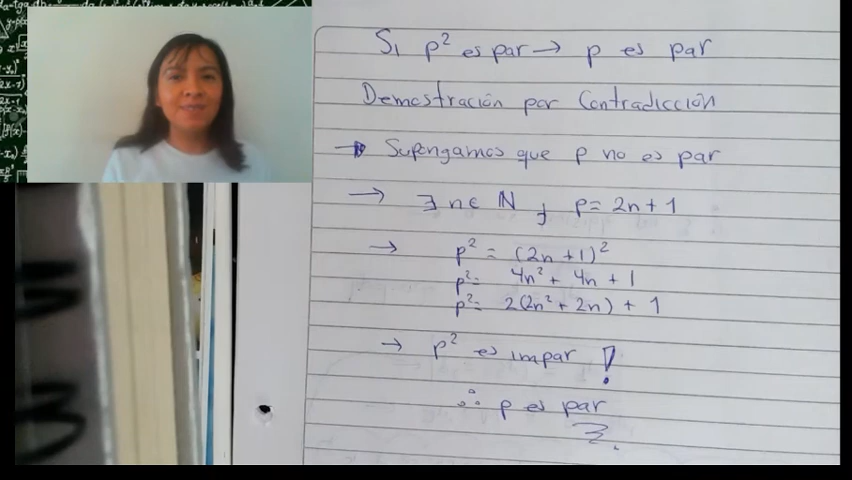 Si p² es par → p es par
Demostración por Contradicción
→ Supongamos que p no es par
→ ∃ n ∈ ℕ ∃ p = 2n + 1
→ p² = (2n + 1)²
p² = 4n² + 4n + 1
p² = 2(2n² + 2n) + 1
→ p² es impar !
∴ p es par